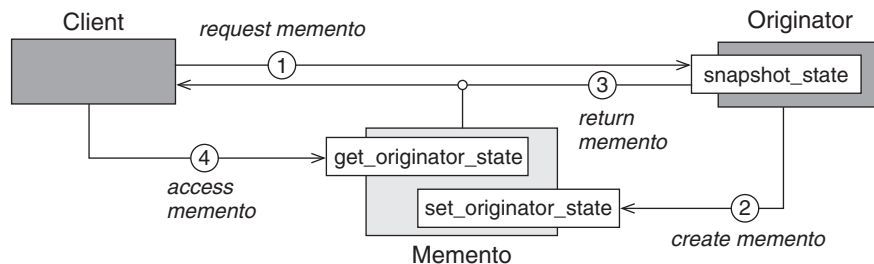 Client
Originator
request memento
1
snapshot_state
3
return
memento
get_originator_state
4
access
memento
set_originator_state
2
create memento
Memento